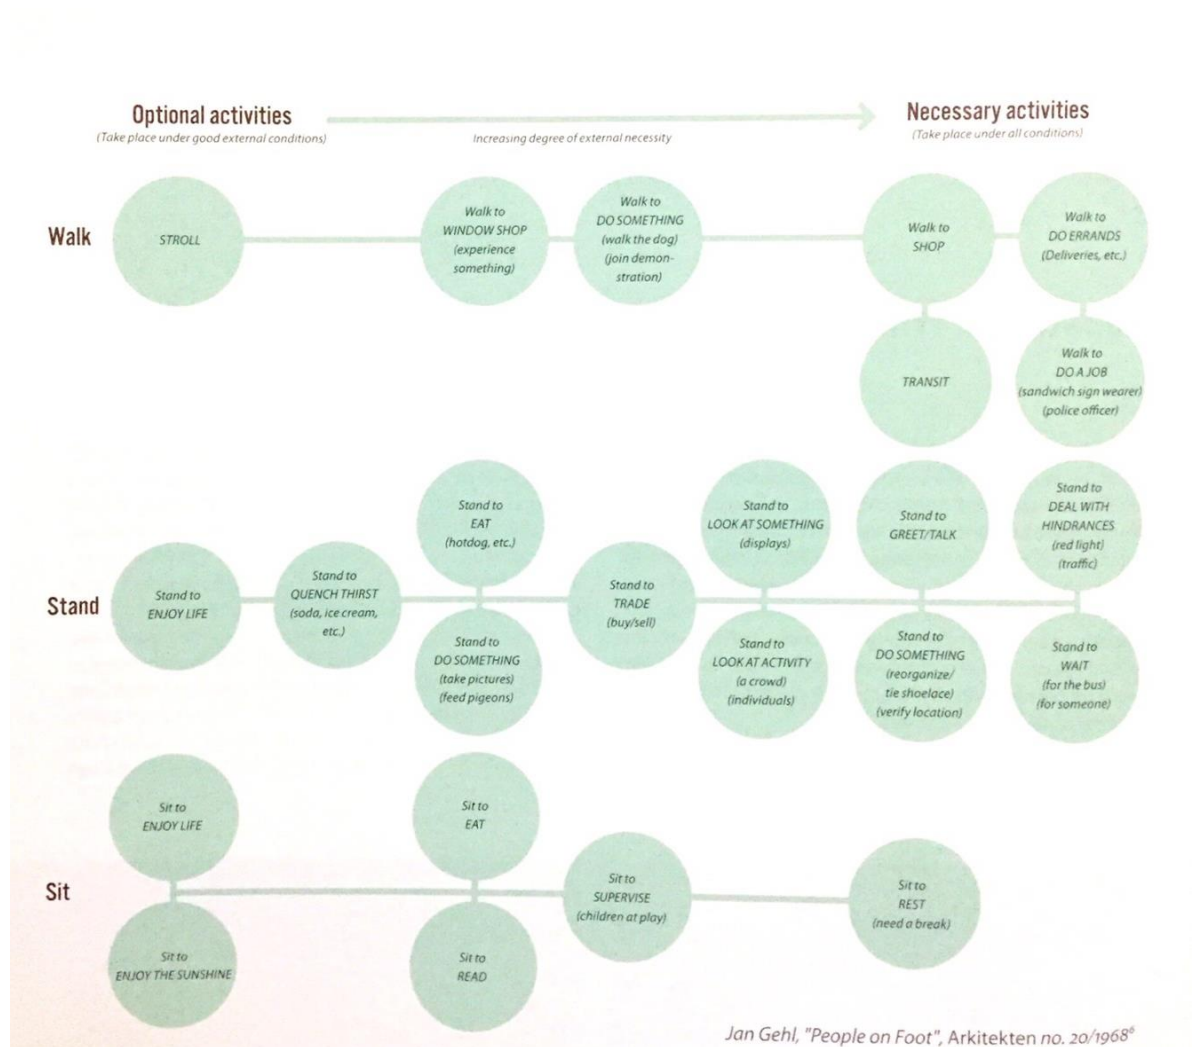 Optional activities
(Take place under good external conditions)
Increasing degree of external necessity
Necessary activities
(Take place under all conditions)
Walk
STROLL
Walk to
WINDOW SHOP
(experience
something)
Walk to
DO SOMETHING
(walk the dog)
(join demon-
stration)
Walk to
SHOP
Walk to
DO ERRANDS
(Deliveries, etc.)
TRANSIT
Walk to
DO A JOB
(sandwich sign wearer)
(police officer)
Stand
Stand to
ENJOY LIFE
Stand to
QUENCH THIRST
(soda, ice cream,
etc.)
Stand to
EAT
(hotdog, etc.)
Stand to
DO SOMETHING
(take pictures)
(feed pigeons)
Stand to
TRADE
(buy/sell)
Stand to
LOOK AT SOMETHING
(displays)
Stand to
LOOK AT ACTIVITY
(a crowd)
(individuals)
Stand to
GREET/TALK
Stand to
DO SOMETHING
(reorganize/
tie shoelace)
(verify location)
Stand to
DEAL WITH
HINDRANCES
(red light)
(traffic)
Stand to
WAIT
(for the bus)
(for someone)
Sit
Sit to
ENJOY LIFE
Sit to
ENJOY THE SUNSHINE
Sit to
EAT
Sit to
READ
Sit to
SUPERVISE
(children at play)
Sit to
REST
(need a break)
Jan Gehl, "People on Foot", Arkitekten no. 20/1968⁶